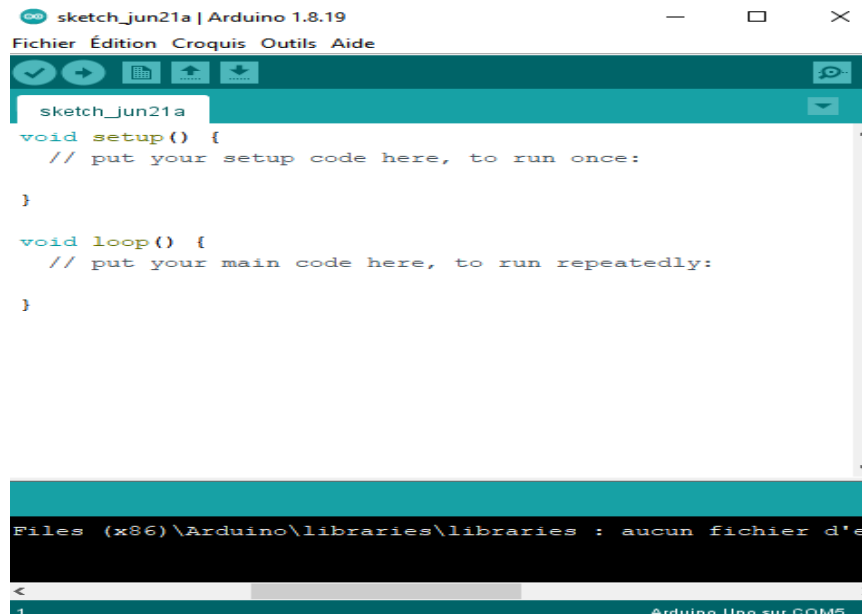 sketch_jun21a | Arduino 1.8.19
Fichier Édition Croquis Outils Aide
sketch_jun21a
void setup() {
// put your setup code here, to run once:
}
void loop() {
// put your main code here, to run repeatedly:
}
Files (x86)\Arduino\libraries\libraries : aucun fichier d'e
1
Arduino Uno sur COM5